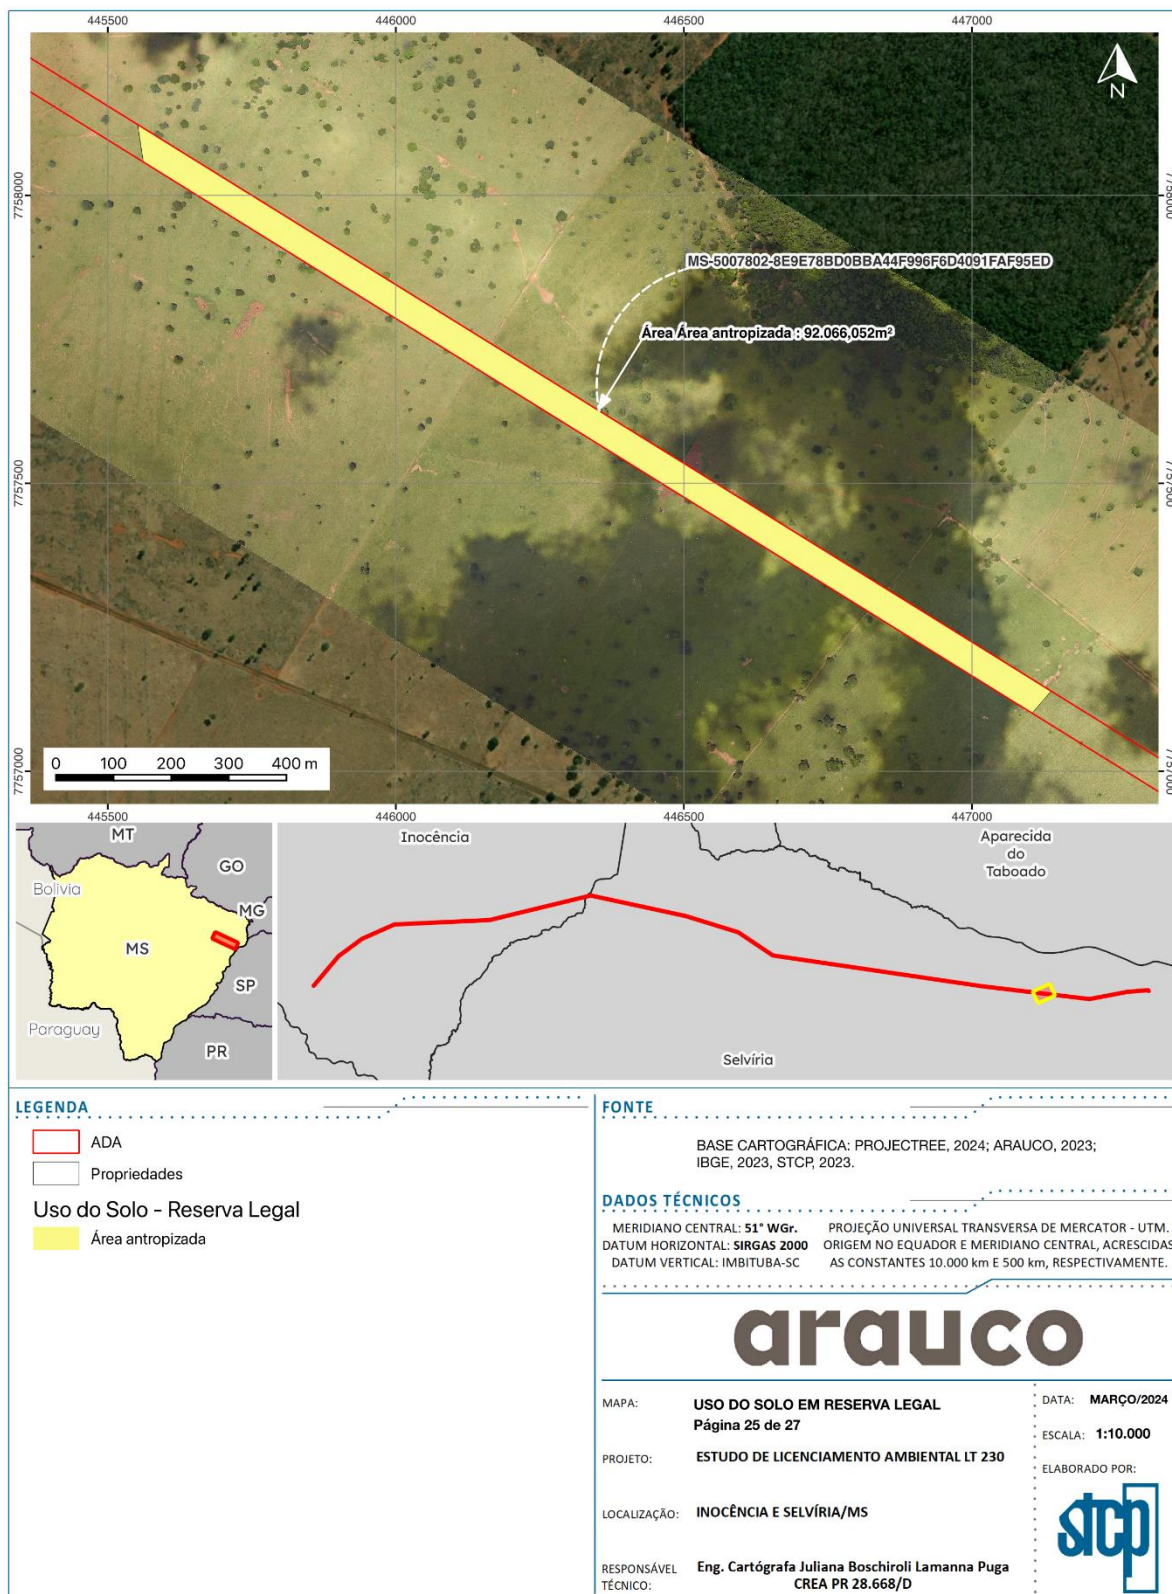 445500 446000 446500 447000
7758000 7758000
7757500 7757500
7757000 7757000
N
MS-5007802-8E9E78BD0BBA44F996F6D4091FAF95ED
Área Área antropizada : 92.066,052m²
0 100 200 300 400 m
445500 446000 446500 447000
MT
GO
Bolivia
MG
MS
SP
Paraguay
PR
Inocência
Aparecida
do
Taboado
Selvíria
LEGENDA
ADA
Propriedades
Uso do Solo - Reserva Legal
Área antropizada
FONTE
BASE CARTOGRÁFICA: PROJECTREE, 2024; ARAUCO, 2023;
IBGE, 2023, STCP, 2023.
DADOS TÉCNICOS
MERIDIANO CENTRAL: 51° WGr.
DATUM HORIZONTAL: SIRGAS 2000
DATUM VERTICAL: IMBITUBA-SC
PROJEÇÃO UNIVERSAL TRANSVERSA DE MERCATOR - UTM.
ORIGEM NO EQUADOR E MERIDIANO CENTRAL, ACRESCIDAS
AS CONSTANTES 10.000 km E 500 km, RESPECTIVAMENTE.
arauco
MAPA: USO DO SOLO EM RESERVA LEGAL
Página 25 de 27
PROJETO: ESTUDO DE LICENCIAMENTO AMBIENTAL LT 230
LOCALIZAÇÃO: INOCÊNCIA E SELVÍRIA/MS
RESPONSÁVEL
TÉCNICO:
Eng. Cartógrafa Juliana Boschiroli Lamanna Puga
CREA PR 28.668/D
DATA: MARÇO/2024
ESCALA: 1:10.000
ELABORADO POR:
stcp